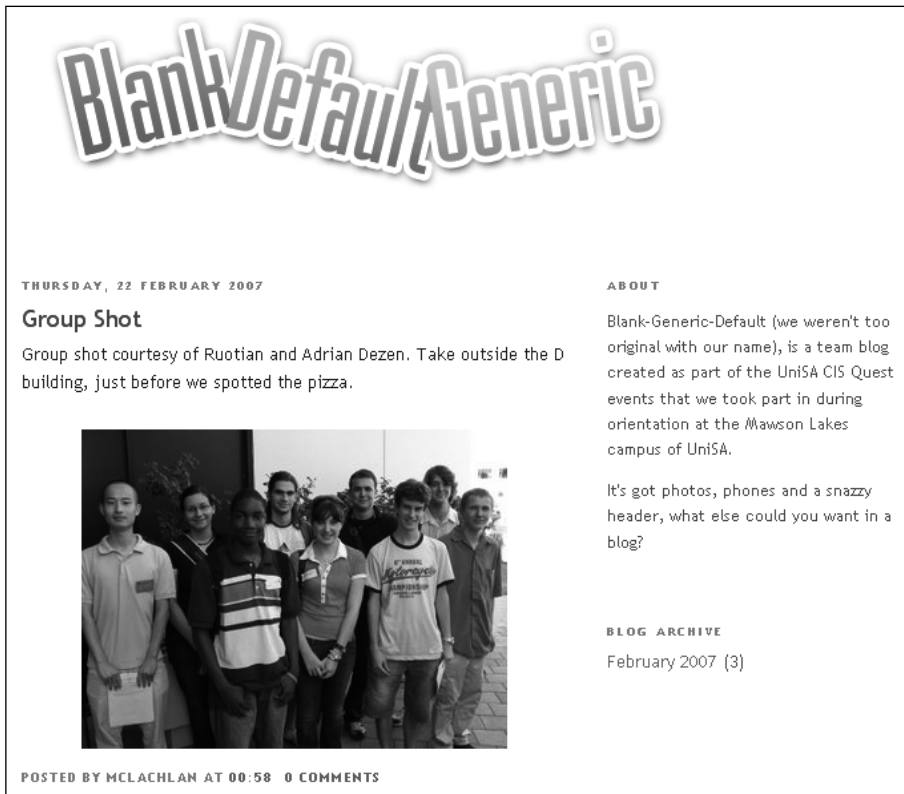 BlankDefaultGeneric
THURSDAY, 22 FEBRUARY 2007
Group Shot
Group shot courtesy of Ruotian and Adrian Dezen. Take outside the D
building, just before we spotted the pizza.
POSTED BY MCLACHLAN AT 00:58 0 COMMENTS
ABOUT
Blank-Generic-Default (we weren't too
original with our name), is a team blog
created as part of the UniSA CIS Quest
events that we took part in during
orientation at the Mawson Lakes
campus of UniSA.
It's got photos, phones and a snazzy
header, what else could you want in a
blog?
BLOG ARCHIVE
February 2007 (3)